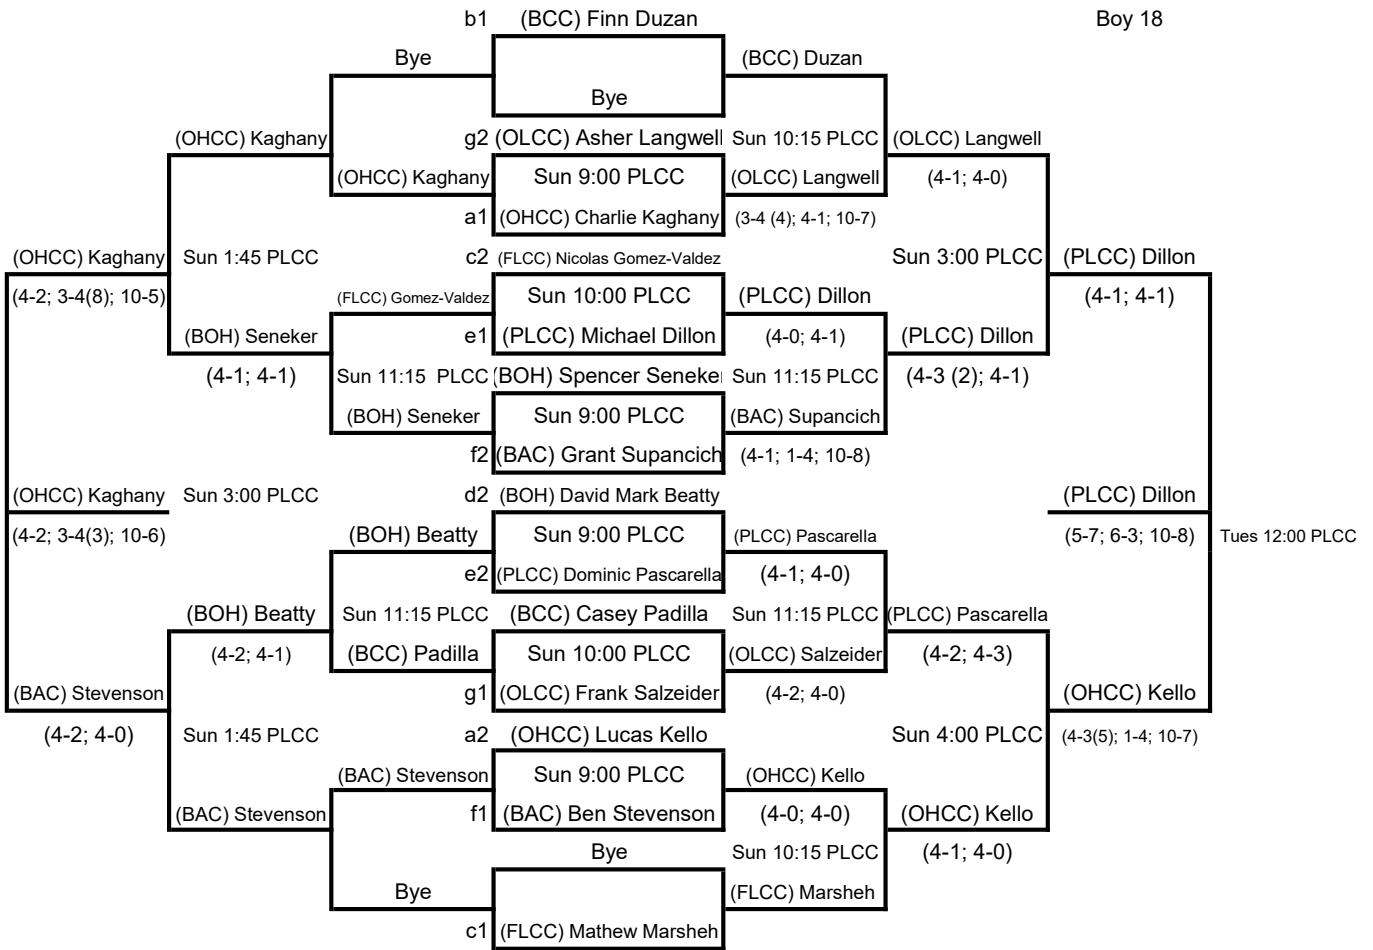 b1 (BCC) Finn Duzan Boy 18
Bye (BCC) Duzan
Bye
(OHCC) Kaghany g2 (OLCC) Asher Langwell Sun 10:15 PLCC (OLCC) Langwell
(OHCC) Kaghany Sun 9:00 PLCC (OLCC) Langwell (4-1; 4-0)
a1 (OHCC) Charlie Kaghany (3-4 (4); 4-1; 10-7)
(OHCC) Kaghany Sun 1:45 PLCC c2 (FLCC) Nicolas Gomez-Valdez Sun 3:00 PLCC (PLCC) Dillon
(4-2; 3-4(8); 10-5) (FLCC) Gomez-Valdez Sun 10:00 PLCC (PLCC) Dillon (4-1; 4-1)
(BOH) Seneker e1 (PLCC) Michael Dillon (4-0; 4-1) (PLCC) Dillon
(4-1; 4-1) Sun 11:15 PLCC (BOH) Spencer Seneker Sun 11:15 PLCC (4-3 (2); 4-1)
(BOH) Seneker Sun 9:00 PLCC (BAC) Supancich
f2 (BAC) Grant Supancich (4-1; 1-4; 10-8)
(OHCC) Kaghany Sun 3:00 PLCC d2 (BOH) David Mark Beatty (PLCC) Dillon
(4-2; 3-4(3); 10-6) (BOH) Beatty Sun 9:00 PLCC (PLCC) Pascarella (5-7; 6-3; 10-8) Tues 12:00 PLCC
e2 (PLCC) Dominic Pascarella (4-1; 4-0)
(BOH) Beatty Sun 11:15 PLCC (BCC) Casey Padilla Sun 11:15 PLCC (PLCC) Pascarella
(4-2; 4-1) (BCC) Padilla Sun 10:00 PLCC (OLCC) Salzeider (4-2; 4-3)
(BAC) Stevenson g1 (OLCC) Frank Salzeider (4-2; 4-0) (OHCC) Kello
(4-2; 4-0) Sun 1:45 PLCC a2 (OHCC) Lucas Kello Sun 4:00 PLCC (4-3(5); 1-4; 10-7)
(BAC) Stevenson Sun 9:00 PLCC (OHCC) Kello
(BAC) Stevenson f1 (BAC) Ben Stevenson (4-0; 4-0) (OHCC) Kello
Bye Sun 10:15 PLCC (4-1; 4-0)
Bye (FLCC) Marsheh
c1 (FLCC) Mathew Marsheh